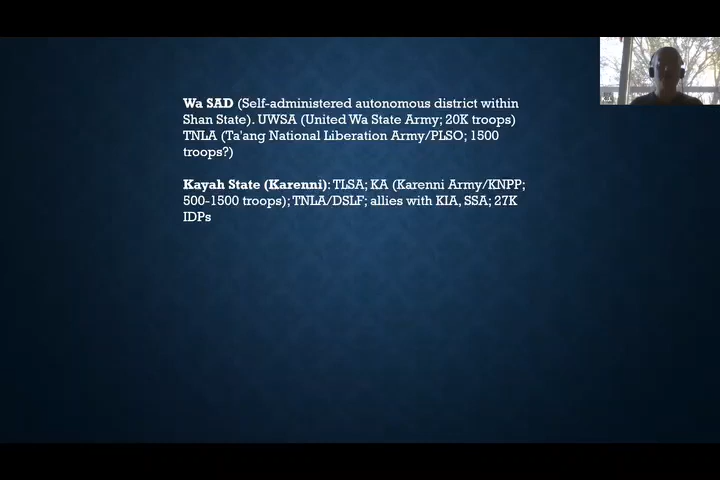 Wa SAD (Self-administered autonomous district within
Shan State). UWSA (United Wa State Army; 20K troops)
TNLA (Ta'ang National Liberation Army/PLSO; 1500
troops?)
Kayah State (Karenni): TLSA; KA (Karenni Army/KNPP;
500-1500 troops); TNLA/DSLF; allies with KIA, SSA; 27K
IDPs